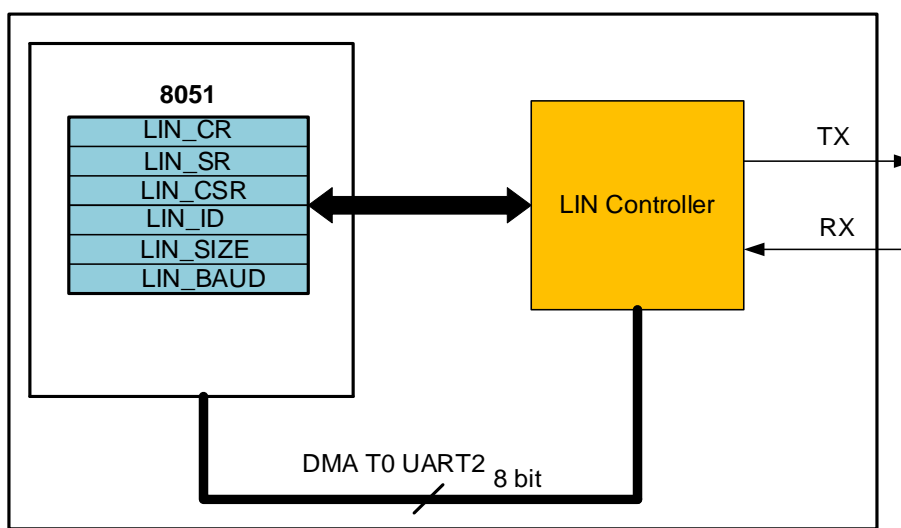 8051
LIN_CR
LIN_SR
LIN_CSR
LIN_ID
LIN_SIZE
LIN_BAUD
LIN Controller
TX
RX
DMA T0 UART2
8 bit